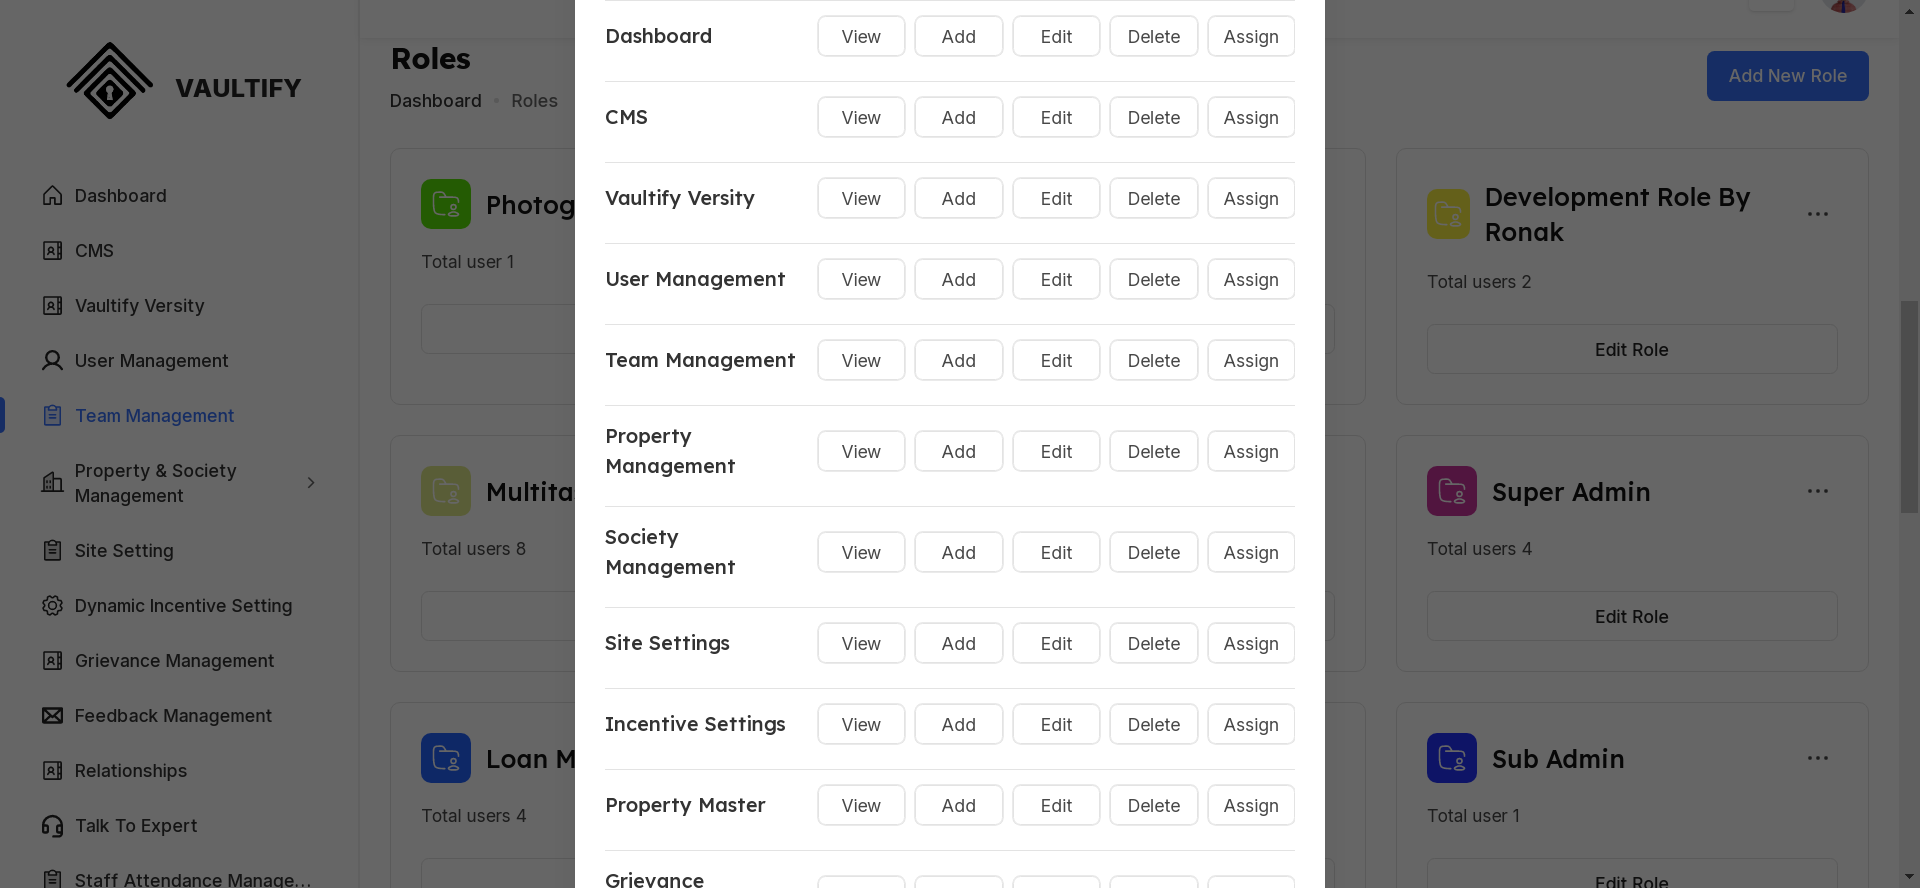 VAULTIFY
Dashboard
CMS
Vaultify Versity
User Management
Team Management
Property & Society
Management
Site Setting
Dynamic Incentive Setting
Grievance Management
Feedback Management
Relationships
Talk To Expert
Staff Attendance Manage...
Roles
Dashboard • Roles
Add New Role
Photog
Total user 1
Multita
Total users 8
Loan M
Total users 4
Dashboard View Add Edit Delete Assign
CMS View Add Edit Delete Assign
Vaultify Versity View Add Edit Delete Assign
User Management View Add Edit Delete Assign
Team Management View Add Edit Delete Assign
Property
Management View Add Edit Delete Assign
Society
Management View Add Edit Delete Assign
Site Settings View Add Edit Delete Assign
Incentive Settings View Add Edit Delete Assign
Property Master View Add Edit Delete Assign
Grievance
Development Role By
Ronak
Total users 2
Edit Role
Super Admin
Total users 4
Edit Role
Sub Admin
Total user 1
Edit Role